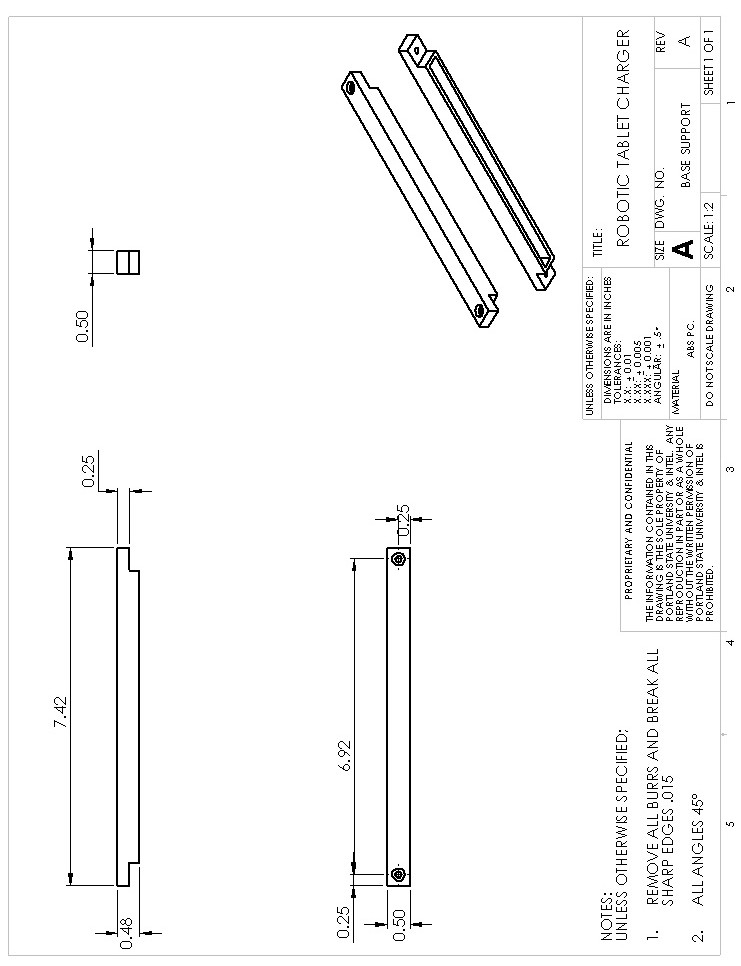 0.50
0.25
7.42
0.48
0.25
6.92
0.25
0.50
NOTES:
UNLESS OTHERWISE SPECIFIED:
1. REMOVE ALL BURRS AND BREAK ALL
SHARP EDGES .015
2. ALL ANGLES 45°
PROPRIETARY AND CONFIDENTIAL
THE INFORMATION CONTAINED IN THIS
DRAWING IS THE SOLE PROPERTY OF
PORTLAND STATE UNIVERSITY & INTEL. ANY
REPRODUCTION IN PART OR AS A WHOLE
WITHOUT THE WRITTEN PERMISSION OF
PORTLAND STATE UNIVERSITY & INTEL IS
PROHIBITED.
UNLESS OTHERWISE SPECIFIED:
DIMENSIONS ARE IN INCHES
TOLERANCES:
X.X: ± 0.01
X.XX: ± 0.005
X.XXX: ± 0.001
ANGULAR: ± .5°
MATERIAL
ABS PC.
DO NOT SCALE DRAWING
TITLE:
ROBOTIC TABLET CHARGER
SIZE DWG. NO. REV
A BASE SUPPORT A
SCALE: 1:2 SHEET 1 OF 1
5 4 3 2 1